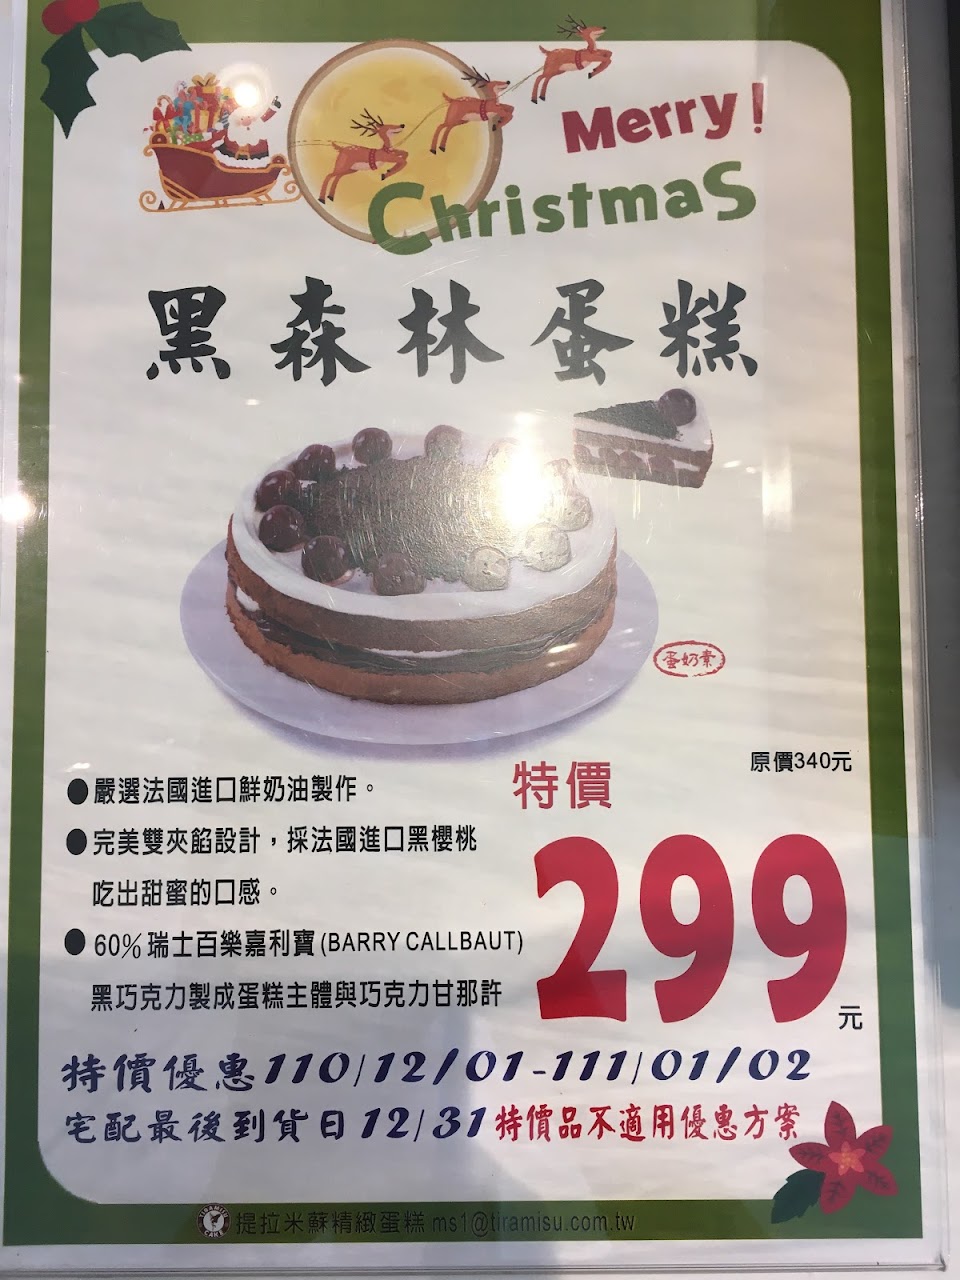 Merry!
Christmas
黑森林蛋糕
蛋奶素
●嚴選法國進口鮮奶油製作。
●完美雙夾餡設計，採法國進口黑櫻桃
吃出甜蜜的口感。
●60%瑞士百樂嘉利寶(BARRY CALLBAUT)
黑巧克力製成蛋糕主體與巧克力甘那許
特價
原價340元
299元
特價優惠110/12/01-111/01/02
宅配最後到貨日12/31特價品不適用優惠方案
TIRAMISU CAKE
提拉米蘇精緻蛋糕 ms1@tiramisu.com.tw